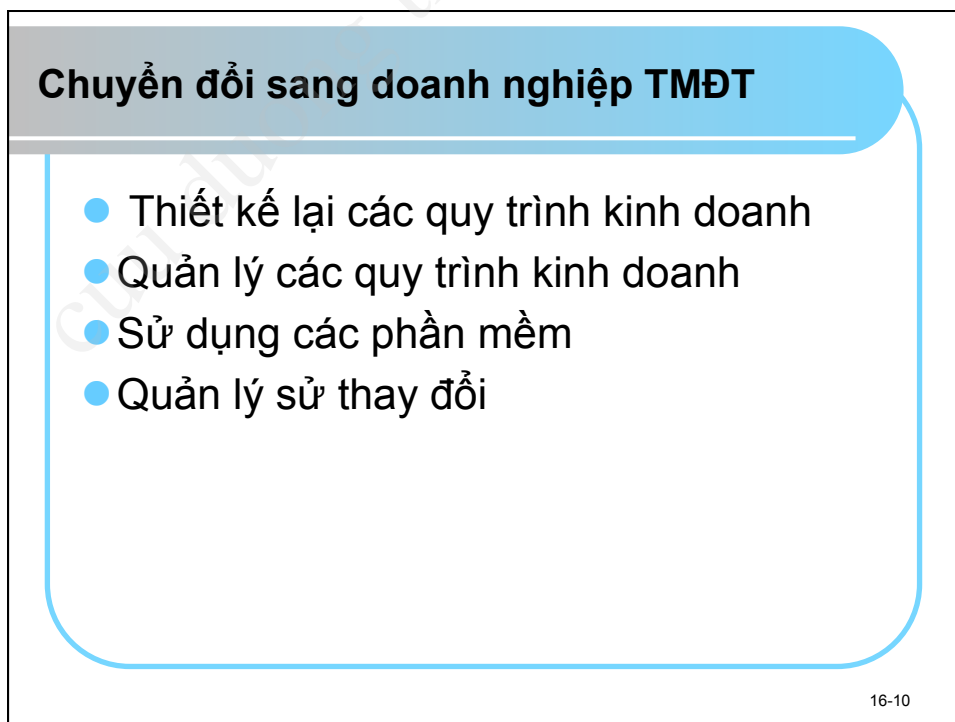 Chuyển đổi sang doanh nghiệp TMĐT
Thiết kế lại các quy trình kinh doanh
Quản lý các quy trình kinh doanh
Sử dụng các phần mềm
Quản lý sử thay đổi
16-10